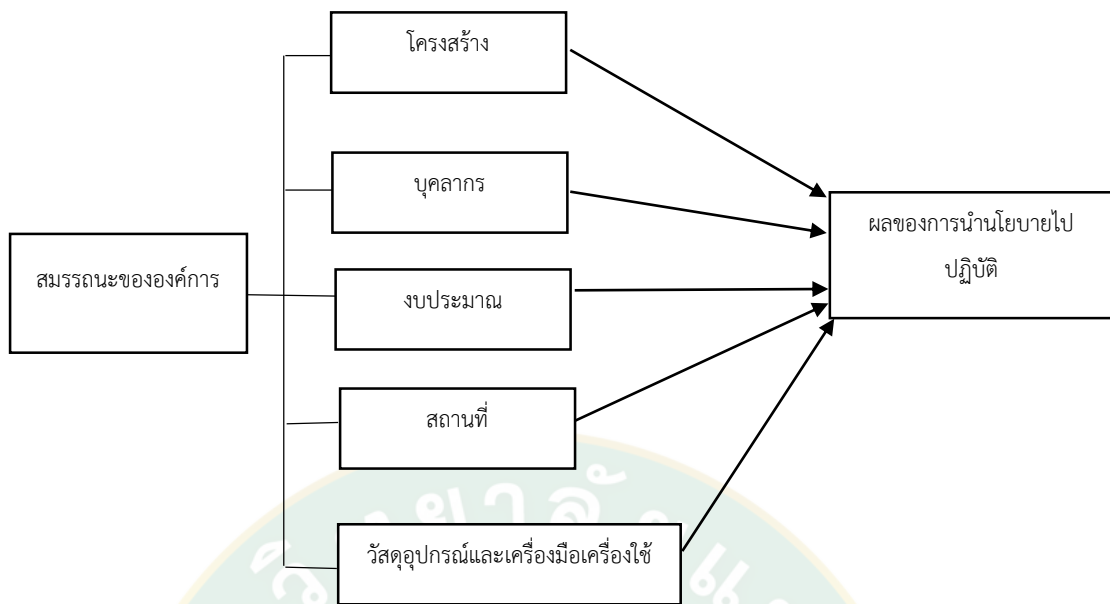 โครงสร้าง
บุคลากร
สมรรถนะขององค์การ
งบประมาณ
สถานที่
วัสดุอุปกรณ์และเครื่องมือเครื่องใช้
ผลของการนำนโยบายไป
ปฏิบัติ